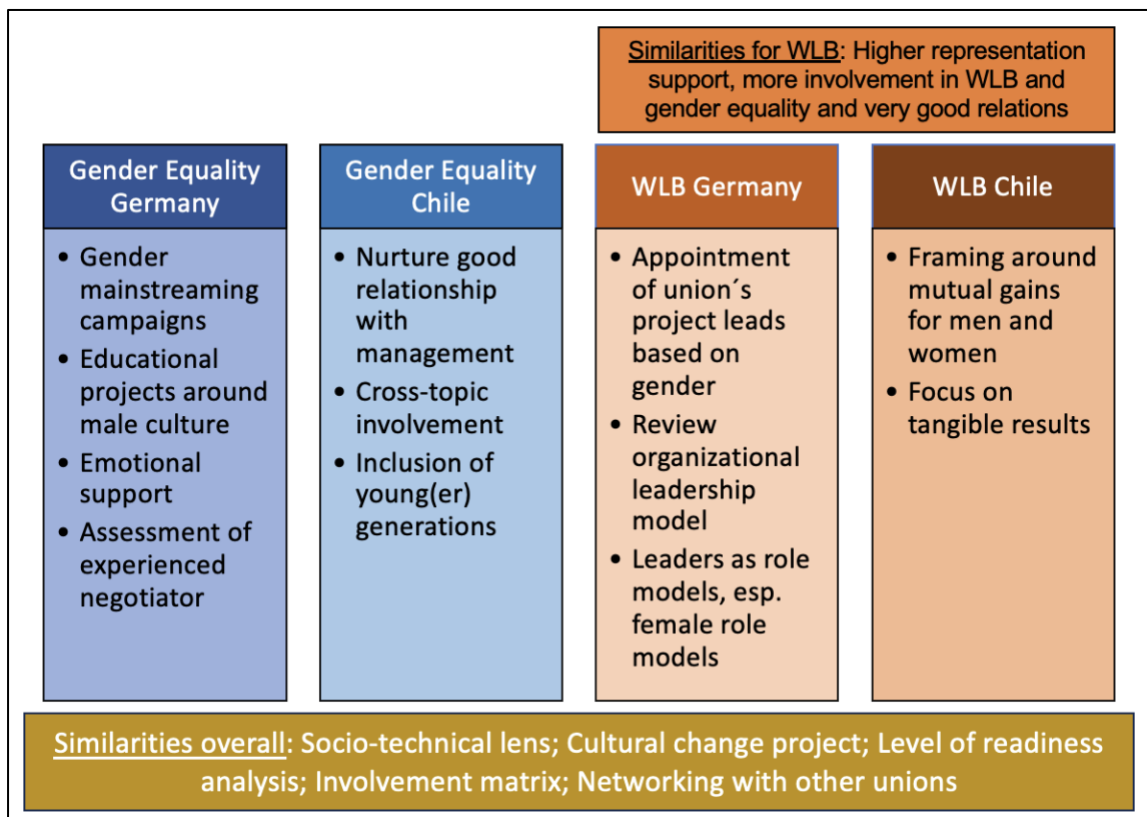 Similarities for WLB: Higher representation
support, more involvement in WLB and
gender equality and very good relations
Gender Equality
Germany
• Gender
mainstreaming
campaigns
• Educational
projects around
male culture
• Emotional
support
• Assessment of
experienced
negotiator
Gender Equality
Chile
• Nurture good
relationship
with
management
• Cross-topic
involvement
• Inclusion of
young(er)
generations
WLB Germany
• Appointment
of union´s
project leads
based on
gender
• Review
organizational
leadership
model
• Leaders as role
models, esp.
female role
models
WLB Chile
• Framing around
mutual gains
for men and
women
• Focus on
tangible results
Similarities overall: Socio-technical lens; Cultural change project; Level of readiness
analysis; Involvement matrix; Networking with other unions